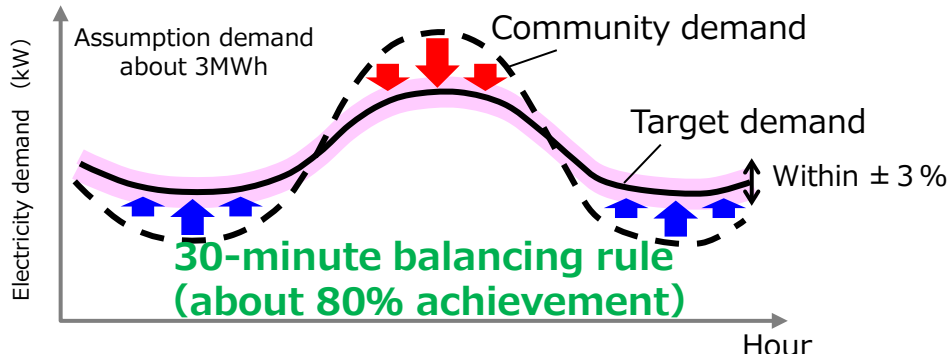 Electricity demand （kW）
Assumption demand
about 3MWh
Community demand
Target demand
Within ± 3％
30-minute balancing rule
（about 80% achievement）
Hour